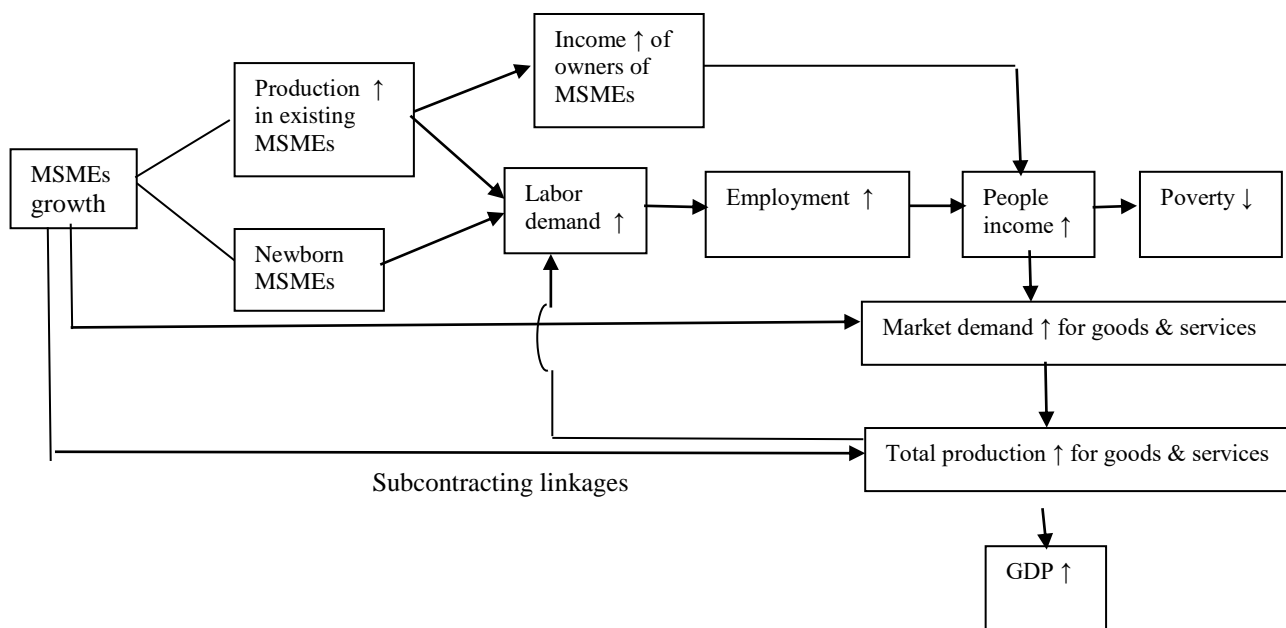 Income ↑ of
owners of
MSMEs
Production ↑
in existing
MSMEs
MSMEs
growth
Labor
demand ↑
Employment ↑
People
income ↑
Poverty ↓
Newborn
MSMEs
Market demand ↑ for goods & services
Total production ↑ for goods & services
Subcontracting linkages
GDP ↑